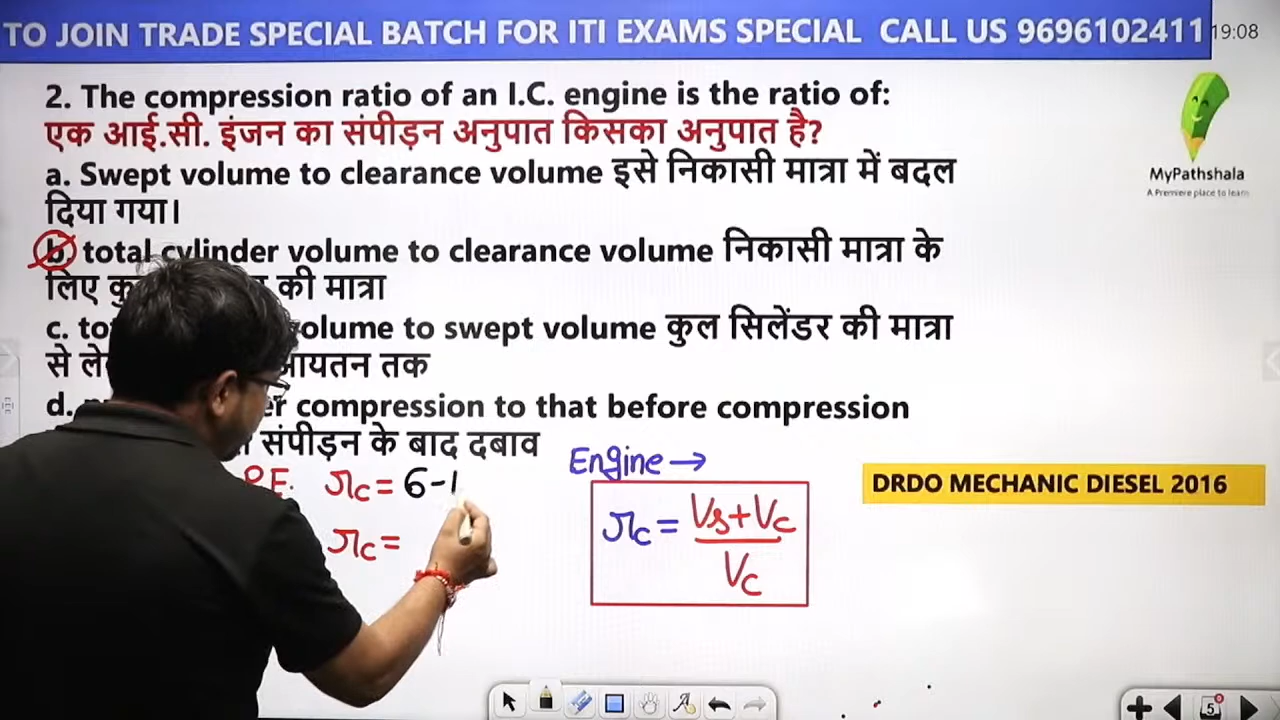 TO JOIN TRADE SPECIAL BATCH FOR ITI EXAMS SPECIAL CALL US 9696102411
19:08
2. The compression ratio of an I.C. engine is the ratio of:
एक आई.सी. इंजन का संपीड़न अनुपात किसका अनुपात है?
a. Swept volume to clearance volume इसे निकासी मात्रा में बदल
दिया गया।
b) total cylinder volume to clearance volume निकासी मात्रा के
लिए की मात्रा
c. volume to swept volume कुल सिलेंडर की मात्रा
से आयतन तक
d. compression to that before compression
संपीड़न के बाद दबाव
MyPathshala
A Premiere place to learn
Engine →
P.E. rc = 6-1
rc =
rc = Vs+Vc
Vc
DRDO MECHANIC DIESEL 2016
5